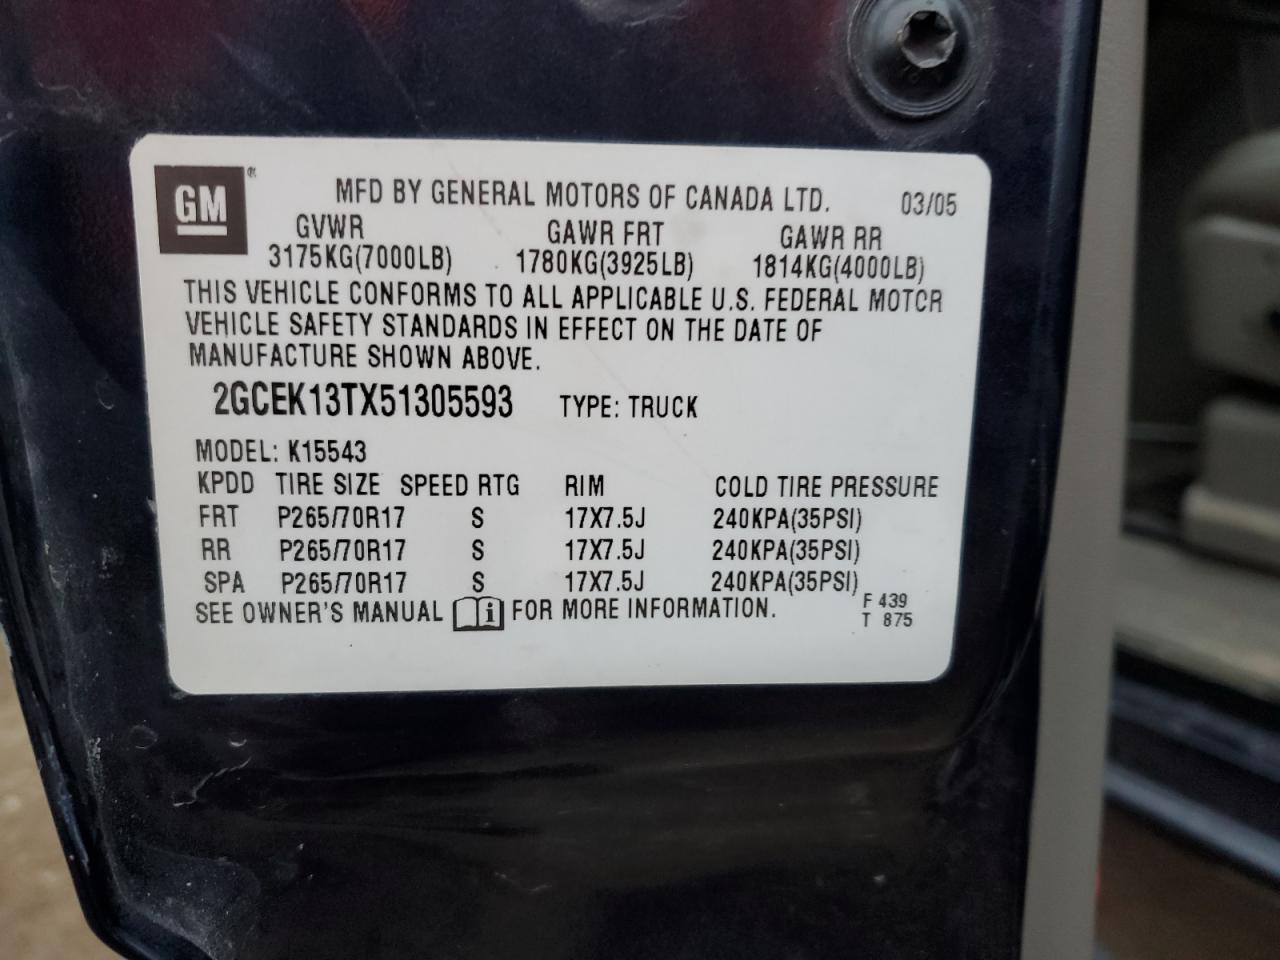 GM ® MFD BY GENERAL MOTORS OF CANADA LTD. 03/05
GVWR GAWR FRT GAWR RR
3175KG(7000LB) 1780KG(3925LB) 1814KG(4000LB)
THIS VEHICLE CONFORMS TO ALL APPLICABLE U.S. FEDERAL MOTOR
VEHICLE SAFETY STANDARDS IN EFFECT ON THE DATE OF
MANUFACTURE SHOWN ABOVE.
2GCEK13TX51305593 TYPE: TRUCK
MODEL: K15543
KPDD TIRE SIZE SPEED RTG RIM COLD TIRE PRESSURE
FRT P265/70R17 S 17X7.5J 240KPA(35PSI)
RR P265/70R17 S 17X7.5J 240KPA(35PSI)
SPA P265/70R17 S 17X7.5J 240KPA(35PSI)
SEE OWNER'S MANUAL i FOR MORE INFORMATION. F 439
T 875